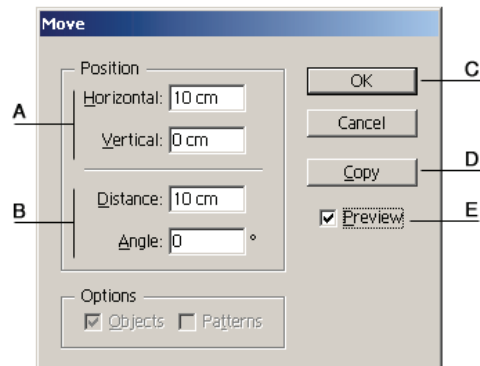 Move
Position
A
Horizontal: 10 cm
Vertical: 0 cm
B
Distance: 10 cm
Angle: 0 °
Options
Objects Patterns
OK
C
Cancel
Copy
D
Preview
E